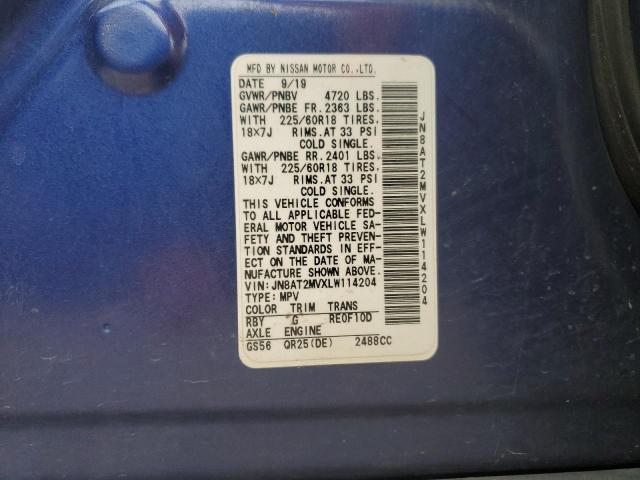 MFD BY NISSAN MOTOR CO.,LTD.
DATE 9/19
GVWR/PNBV 4720 LBS.
GAWR/PNBE FR. 2363 LBS.
WITH 225/60R18 TIRES.
18×7J RIMS.AT 33 PSI
COLD SINGLE.
GAWR/PNBE RR. 2401 LBS.
WITH 225/60R18 TIRES.
18×7J RIMS.AT 33 PSI
COLD SINGLE.
THIS VEHICLE CONFORMS
TO ALL APPLICABLE FED-
ERAL MOTOR VEHICLE SA-
FETY AND THEFT PREVEN-
TION STANDARDS IN EFF-
ECT ON THE DATE OF MA-
NUFACTURE SHOWN ABOVE.
VIN:JN8AT2MVXLW114204
TYPE:MPV
COLOR TRIM TRANS
RBY G RE0F10D
AXLE ENGINE
GS56 QR25(DE) 2488CC
JN8AT2MVXLW114204